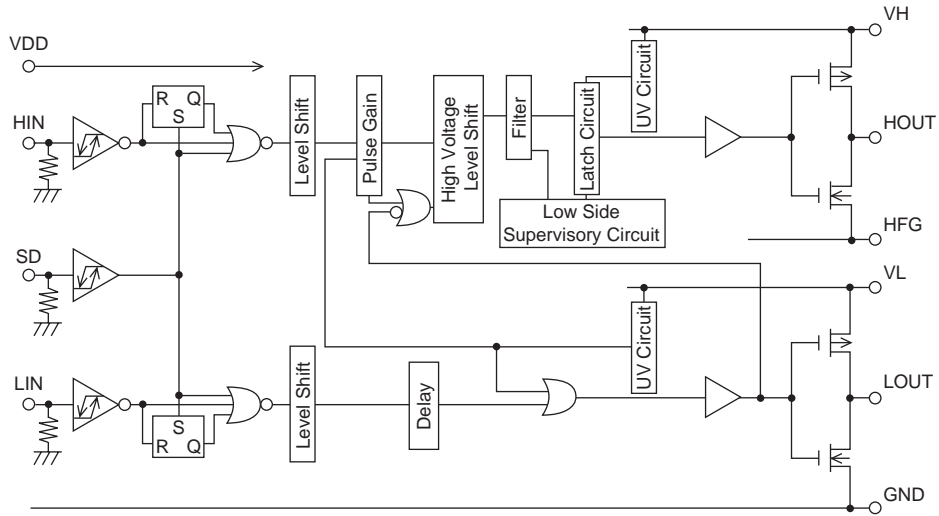 VH
VDD
R Q
S
UV Circuit
HIN
Level Shift
Pulse Gain
High Voltage
Level Shift
Filter
Latch Circuit
HOUT
Low Side
Supervisory Circuit
HFG
SD
VL
UV Circuit
LIN
S
R Q
Level Shift
Delay
LOUT
GND